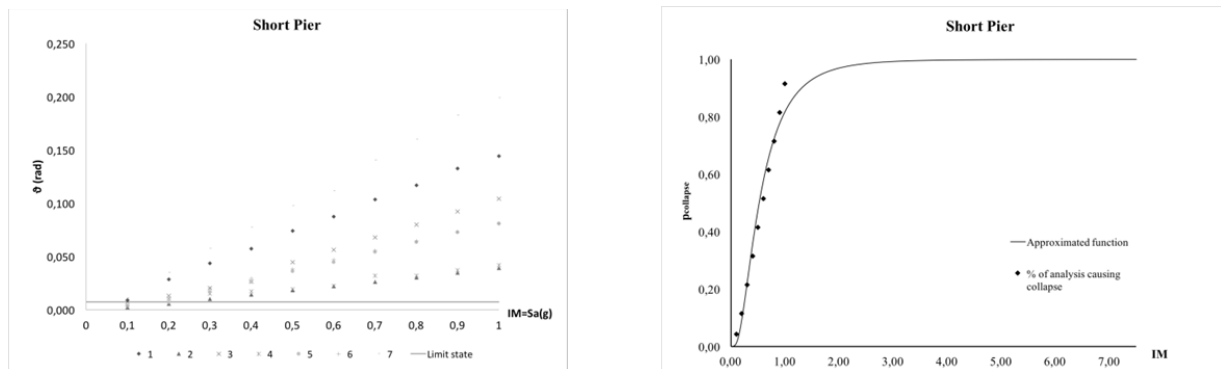 Short Pier
0,250
0,200
0,150
0,100
0,050
0,000
ϑ (rad)
0 0,1 0,2 0,3 0,4 0,5 0,6 0,7 0,8 0,9 1
IM=Sa(g)
1 2 3 4 5 6 7 Limit state
Short Pier
1,00
0,80
0,60
0,40
0,20
0,00
pcollapse
Approximated function
% of analysis causing
collapse
0,00 1,00 2,00 3,00 4,00 5,00 6,00 7,00
IM